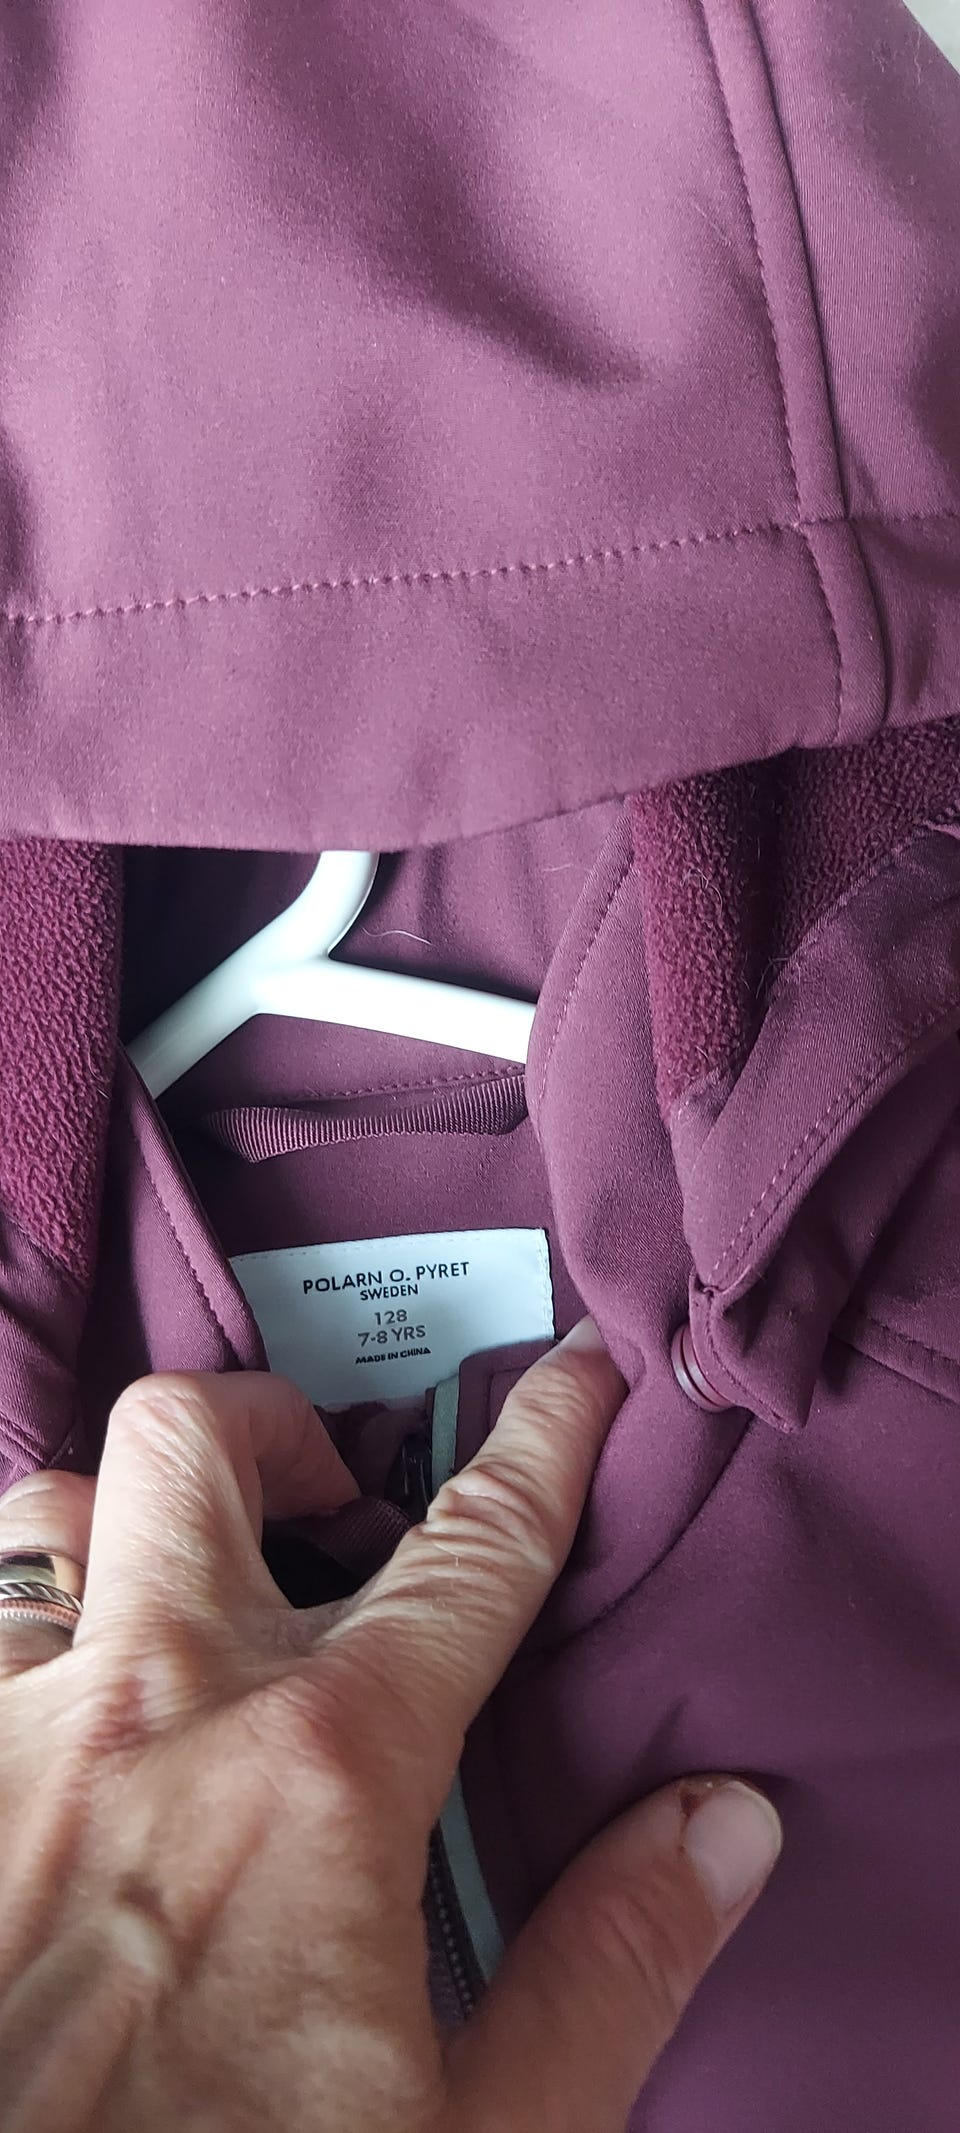 POLARN O. PYRET
SWEDEN
128
7-8 YRS
MADE IN CHINA